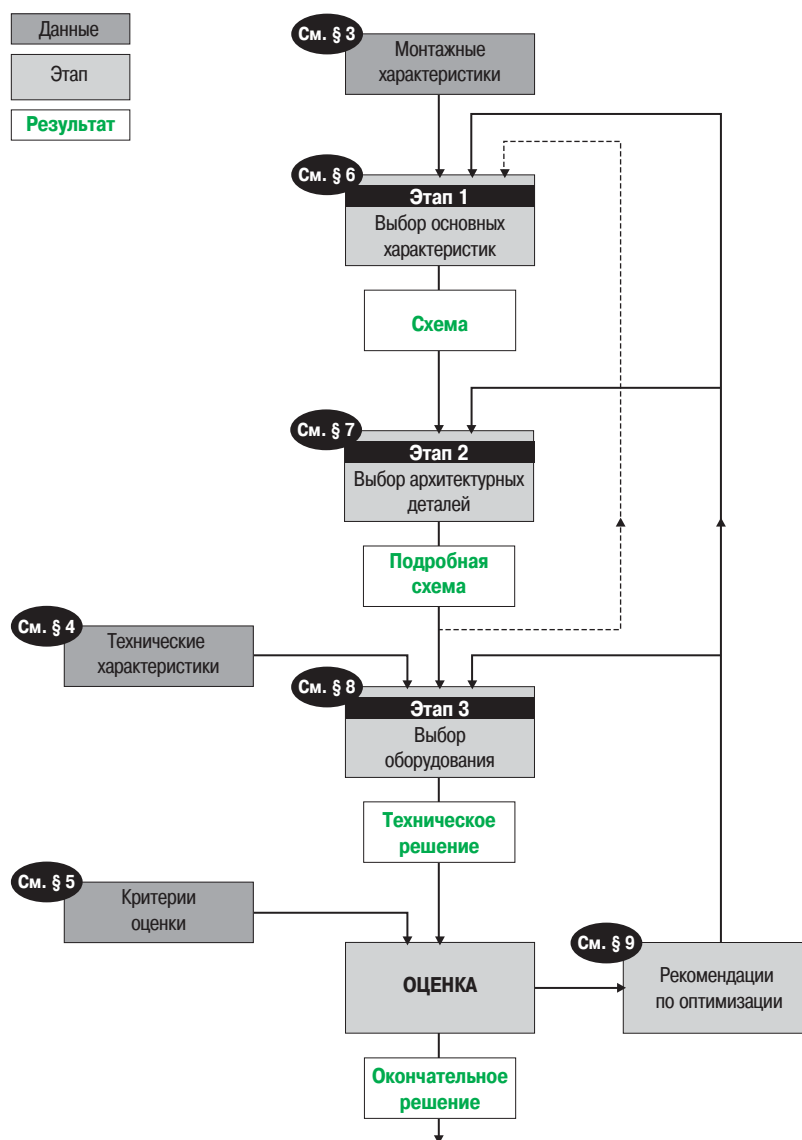 Данные
Этап
Результат
См. § 3
Монтажные
характеристики
См. § 6
Этап 1
Выбор основных
характеристик
Схема
См. § 7
Этап 2
Выбор архитектурных
деталей
Подробная
схема
См. § 4
Технические
характеристики
См. § 8
Этап 3
Выбор
оборудования
Техническое
решение
См. § 5
Критерии
оценки
ОЦЕНКА
См. § 9
Рекомендации
по оптимизации
Окончательное
решение